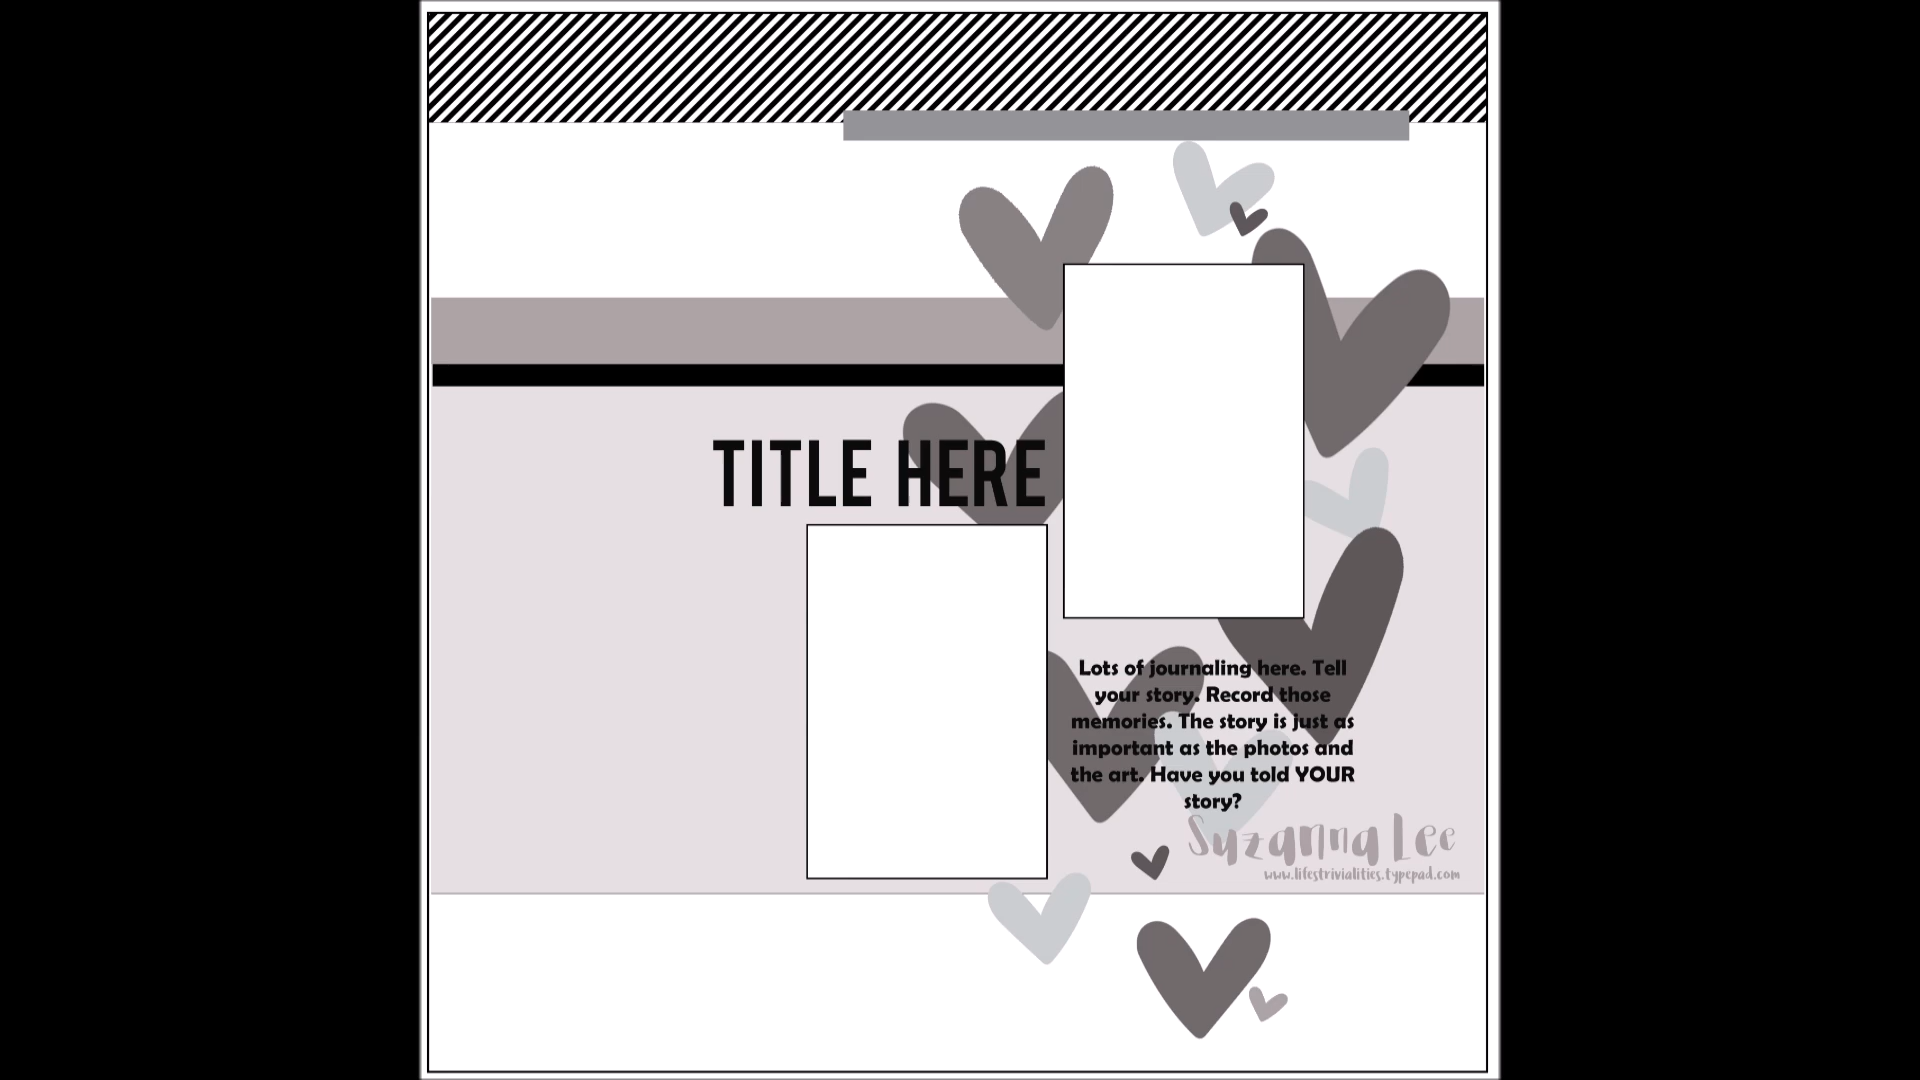 TITLE HERE
Lots of journaling here. Tell
your story. Record those
memories. The story is just as
important as the photos and
the art. Have you told YOUR
story?
Suzanna Lee
www.lifestrivialities.typepad.com